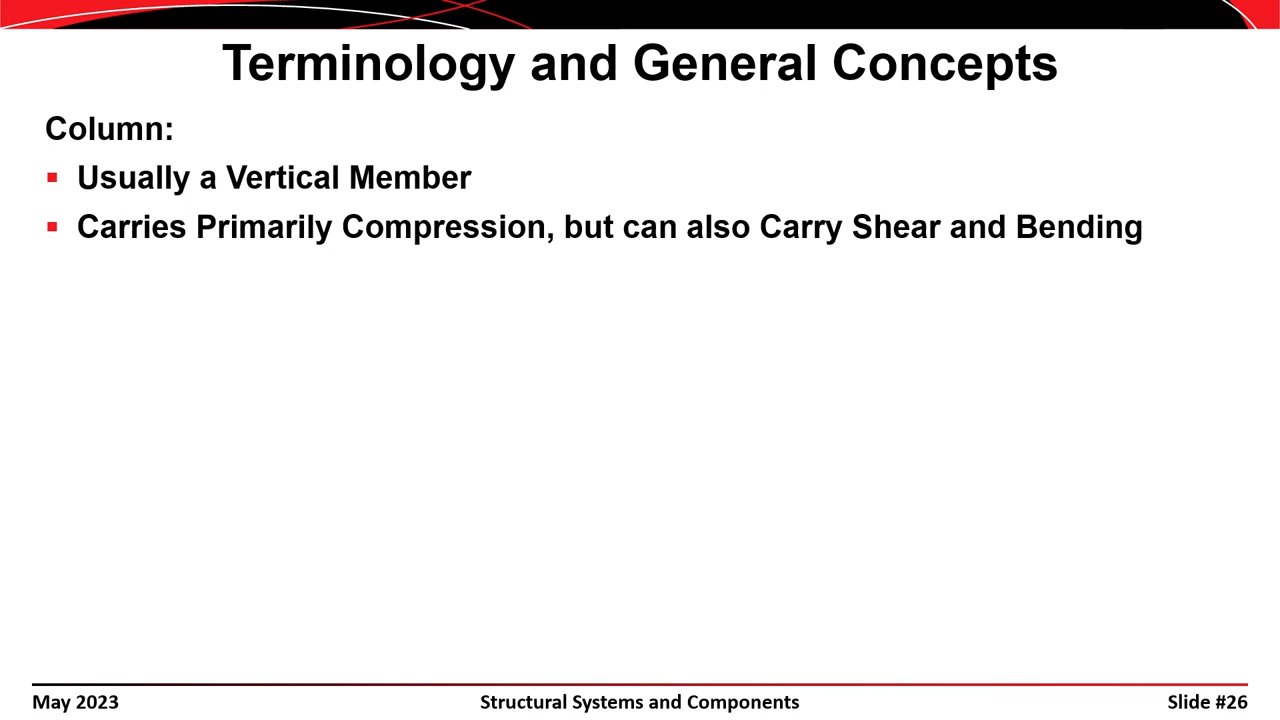 Terminology and General Concepts
Column:
▪ Usually a Vertical Member
▪ Carries Primarily Compression, but can also Carry Shear and Bending
May 2023
Structural Systems and Components
Slide #26